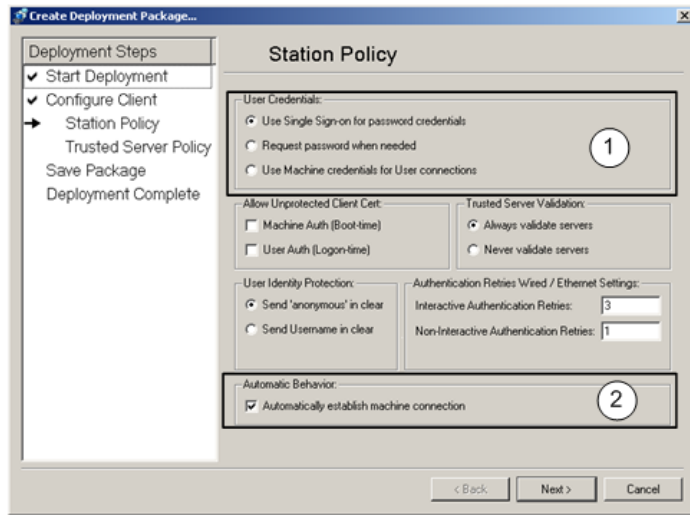 Create Deployment Package...
Deployment Steps
Start Deployment
Configure Client
Station Policy
Trusted Server Policy
Save Package
Deployment Complete
Station Policy
User Credentials:
Use Single Sign-on for password credentials
Request password when needed
Use Machine credentials for User connections
1
Allow Unprotected Client Cert:
Machine Auth (Boot-time)
User Auth (Logon-time)
Trusted Server Validation:
Always validate servers
Never validate servers
User Identity Protection:
Send 'anonymous' in clear
Send Username in clear
Authentication Retries Wired / Ethernet Settings:
Interactive Authentication Retries: 3
Non-Interactive Authentication Retries: 1
Automatic Behavior:
Automatically establish machine connection
2
< Back
Next >
Cancel